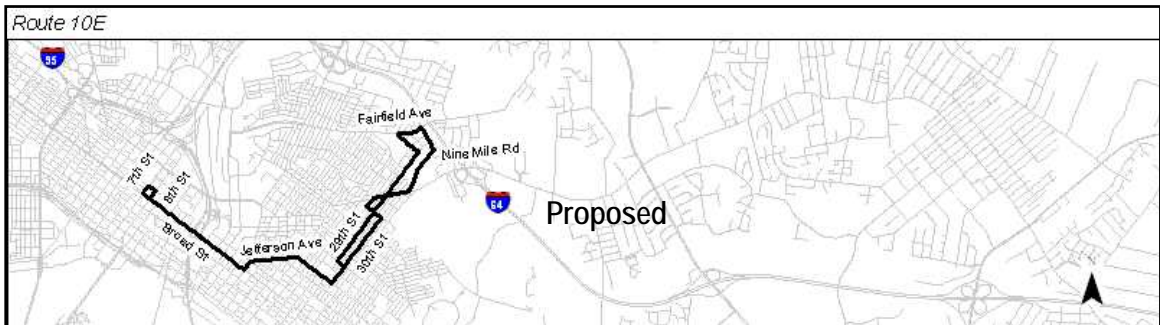 Route 10E
95
Fairfield Ave
Nine Mile Rd
7th St
8th St
64
Proposed
29th St
Broad St
Jefferson Ave
30th St